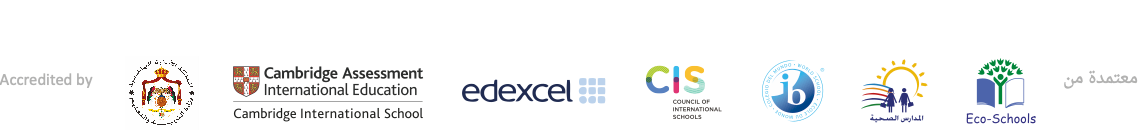 Accredited by
Cambridge Assessment
International Education
Cambridge International School
edexcel
CIS
COUNCIL OF
INTERNATIONAL
SCHOOLS
ib
المدارس الصحية
Eco-Schools
معتمدة من